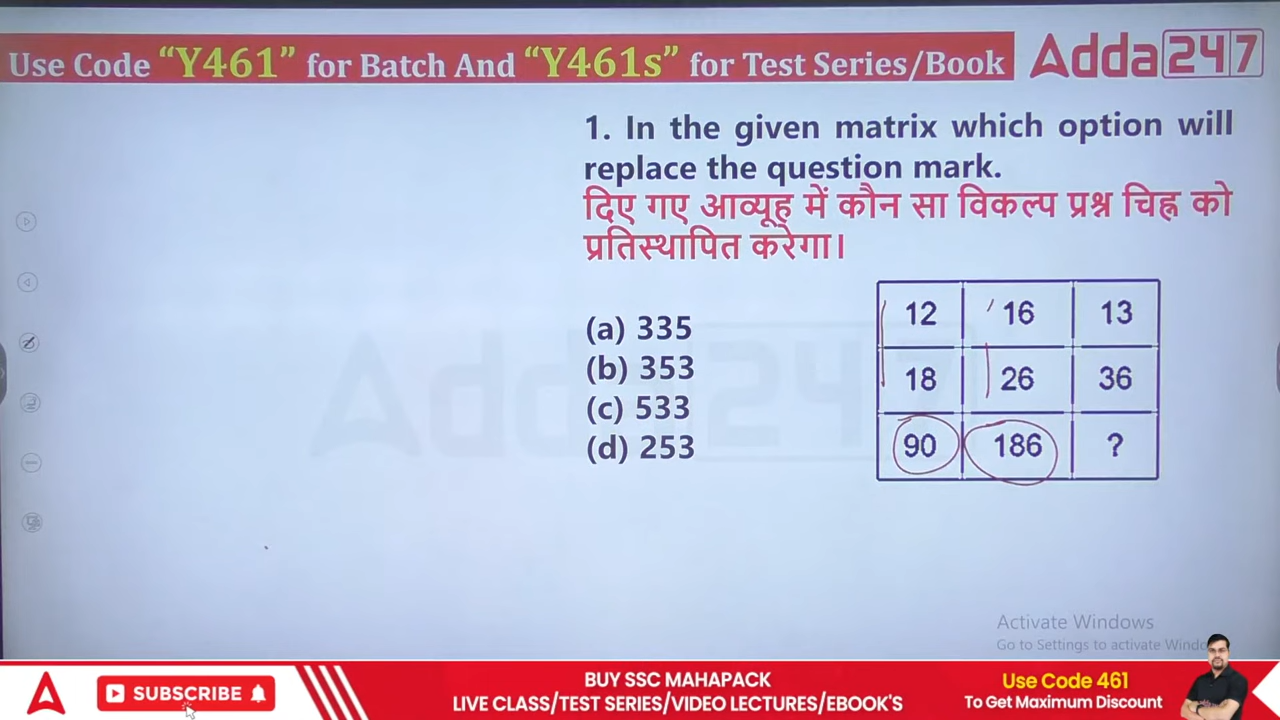 Use Code “Y461” for Batch And “Y461s” for Test Series/Book
Adda247
1. In the given matrix which option will
replace the question mark.
दिए गए आव्यूह में कौन सा विकल्प प्रश्न चिह्न को
प्रतिस्थापित करेगा।
(a) 335
(b) 353
(c) 533
(d) 253
12 16 13
18 26 36
90 186 ?
Adda247
Activate Windows
Go to Settings to activate
SUBSCRIBE
BUY SSC MAHAPACK
LIVE CLASS/TEST SERIES/VIDEO LECTURES/EBOOK'S
Use Code 461
To Get Maximum Discount